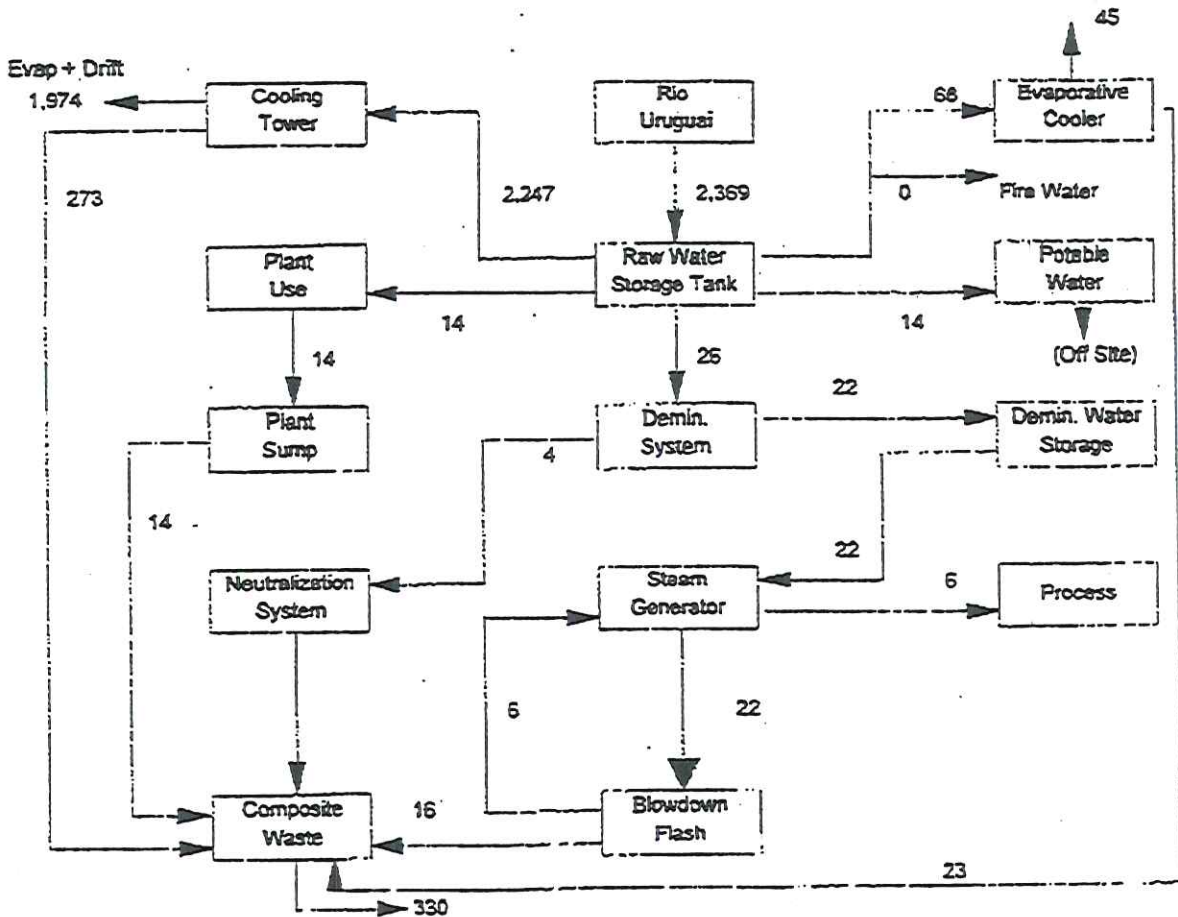 45
Evap + Drift
1,974
Cooling
Tower
Rio
Uruguai
68
Evaporative
Cooler
273
2,247
2,369
0
Fire Water
Plant
Use
Raw Water
Storage Tank
Potable
Water
14
14
(Off Site)
14
26
22
Plant
Sump
Demin.
System
Demin. Water
Storage
4
14
22
Neutralization
System
Steam
Generator
6
Process
6
22
Composite
Waste
16
Blowdown
Flash
23
330